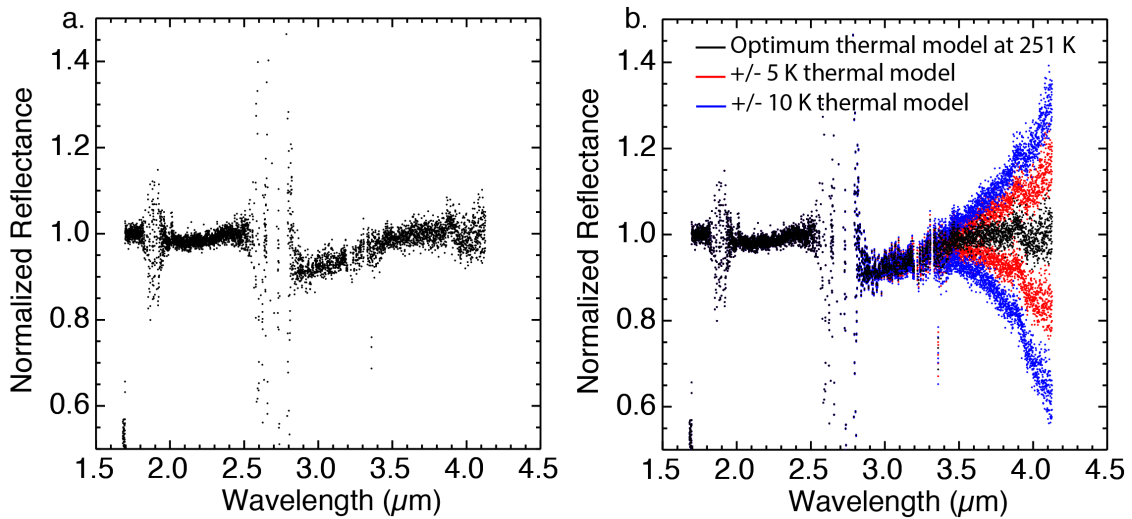 a.
1.4
1.2
1.0
0.8
0.6
Normalized Reflectance
1.5 2.0 2.5 3.0 3.5 4.0 4.5
Wavelength (µm)
b.
Optimum thermal model at 251 K
+/- 5 K thermal model
+/- 10 K thermal model
1.4
1.2
1.0
0.8
0.6
Normalized Reflectance
1.5 2.0 2.5 3.0 3.5 4.0 4.5
Wavelength (µm)